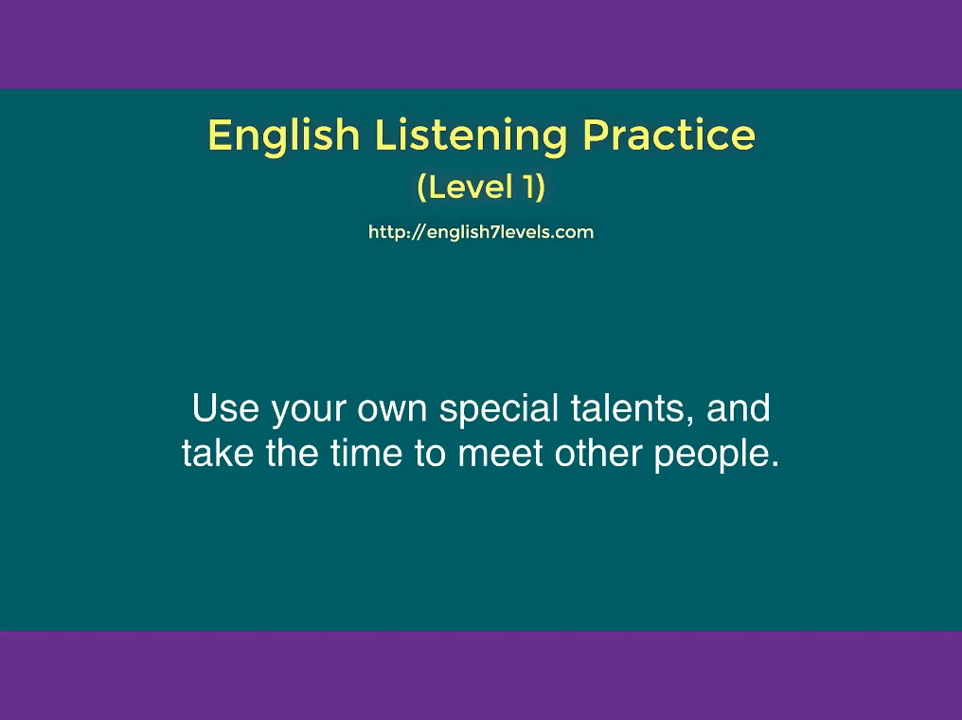 English Listening Practice
(Level 1)
http://english7levels.com
Use your own special talents, and
take the time to meet other people.